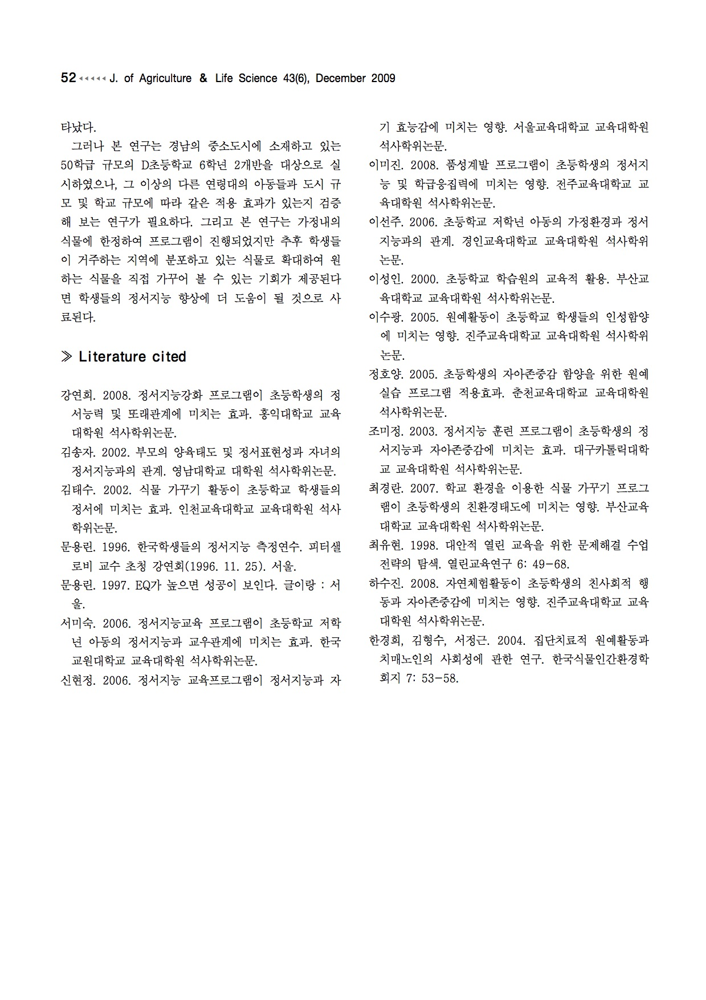 52 ◂◂◂◂◂ J. of Agriculture & Life Science 43(6), December 2009
타났다.
그러나 본 연구는 경남의 중소도시에 소재하고 있는
50학급 규모의 D초등학교 6학년 2개반을 대상으로 실
시하였으나, 그 이상의 다른 연령대의 아동들과 도시 규
모 및 학교 규모에 따라 같은 적용 효과가 있는지 검증
해 보는 연구가 필요하다. 그리고 본 연구는 가정내의
식물에 한정하여 프로그램이 진행되었지만 추후 학생들
이 거주하는 지역에 분포하고 있는 식물로 확대하여 원
하는 식물을 직접 가꾸어 볼 수 있는 기회가 제공된다
면 학생들의 정서지능 향상에 더 도움이 될 것으로 사
료된다.
≫ Literature cited
강연희. 2008. 정서지능강화 프로그램이 초등학생의 정
서능력 및 또래관계에 미치는 효과. 홍익대학교 교육
대학원 석사학위논문.
김송자. 2002. 부모의 양육태도 및 정서표현성과 자녀의
정서지능과의 관계. 영남대학교 대학원 석사학위논문.
김태수. 2002. 식물 가꾸기 활동이 초등학교 학생들의
정서에 미치는 효과. 인천교육대학교 교육대학원 석사
학위논문.
문용린. 1996. 한국학생들의 정서지능 측정연수. 피터샐
로비 교수 초청 강연회(1996. 11. 25). 서울.
문용린. 1997. EQ가 높으면 성공이 보인다. 글이랑 : 서
울.
서미숙. 2006. 정서지능교육 프로그램이 초등학교 저학
년 아동의 정서지능과 교우관계에 미치는 효과. 한국
교원대학교 교육대학원 석사학위논문.
신현정. 2006. 정서지능 교육프로그램이 정서지능과 자
기 효능감에 미치는 영향. 서울교육대학교 교육대학원
석사학위논문.
이미진. 2008. 품성계발 프로그램이 초등학생의 정서지
능 및 학급응집력에 미치는 영향. 전주교육대학교 교
육대학원 석사학위논문.
이선주. 2006. 초등학교 저학년 아동의 가정환경과 정서
지능과의 관계. 경인교육대학교 교육대학원 석사학위
논문.
이성인. 2000. 초등학교 학습원의 교육적 활용. 부산교
육대학교 교육대학원 석사학위논문.
이수광. 2005. 원예활동이 초등학교 학생들의 인성함양
에 미치는 영향. 진주교육대학교 교육대학원 석사학위
논문.
정호양. 2005. 초등학생의 자아존중감 함양을 위한 원예
실습 프로그램 적용효과. 춘천교육대학교 교육대학원
석사학위논문.
조미정. 2003. 정서지능 훈련 프로그램이 초등학생의 정
서지능과 자아존중감에 미치는 효과. 대구카톨릭대학
교 교육대학원 석사학위논문.
최경란. 2007. 학교 환경을 이용한 식물 가꾸기 프로그
램이 초등학생의 친환경태도에 미치는 영향. 부산교육
대학교 교육대학원 석사학위논문.
최유현. 1998. 대안적 열린 교육을 위한 문제해결 수업
전략의 탐색. 열린교육연구 6: 49-68.
하수진. 2008. 자연체험활동이 초등학생의 친사회적 행
동과 자아존중감에 미치는 영향. 진주교육대학교 교육
대학원 석사학위논문.
한경희, 김형수, 서정근. 2004. 집단치료적 원예활동과
치매노인의 사회성에 관한 연구. 한국식물인간환경학
회지 7: 53-58.